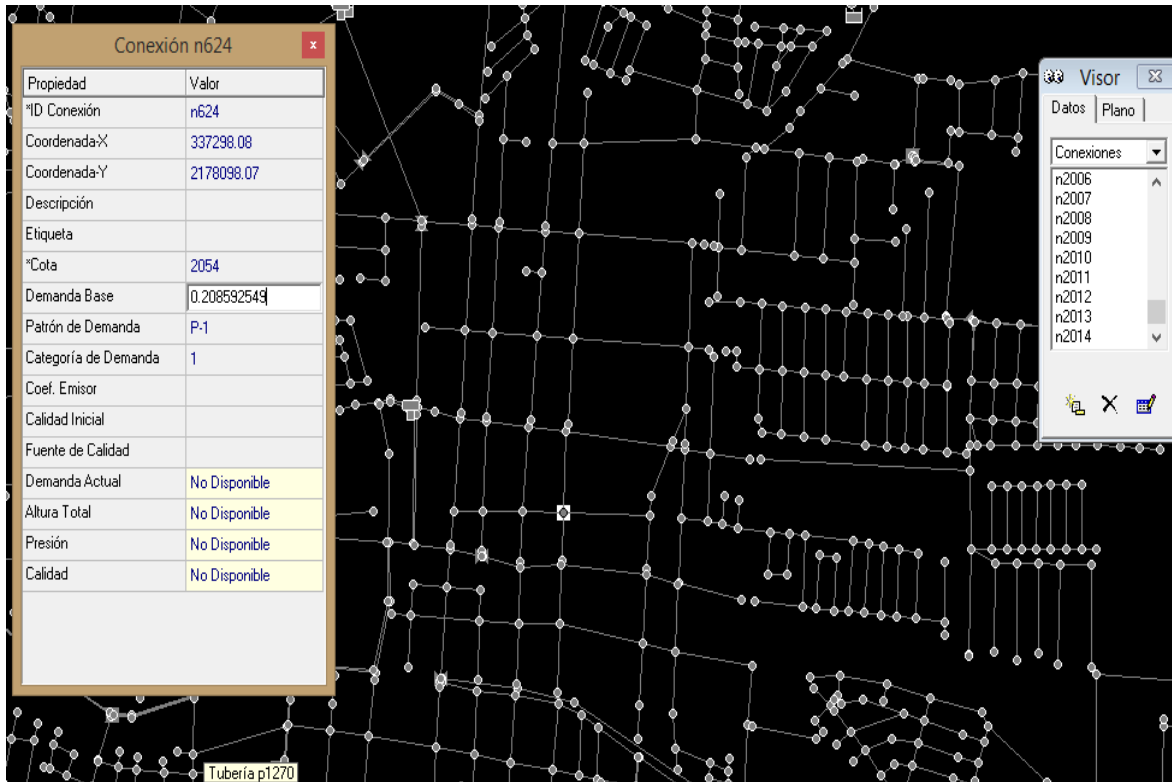 Conexión n624
x
Propiedad Valor
*ID Conexión n624
Coordenada-X 337298.08
Coordenada-Y 2178098.07
Descripción
Etiqueta
*Cota 2054
Demanda Base 0.208592549
Patrón de Demanda P-1
Categoría de Demanda 1
Coef. Emisor
Calidad Inicial
Fuente de Calidad
Demanda Actual No Disponible
Altura Total No Disponible
Presión No Disponible
Calidad No Disponible
Tubería p1270
Visor
Datos Plano
Conexiones
n2006
n2007
n2008
n2009
n2010
n2011
n2012
n2013
n2014